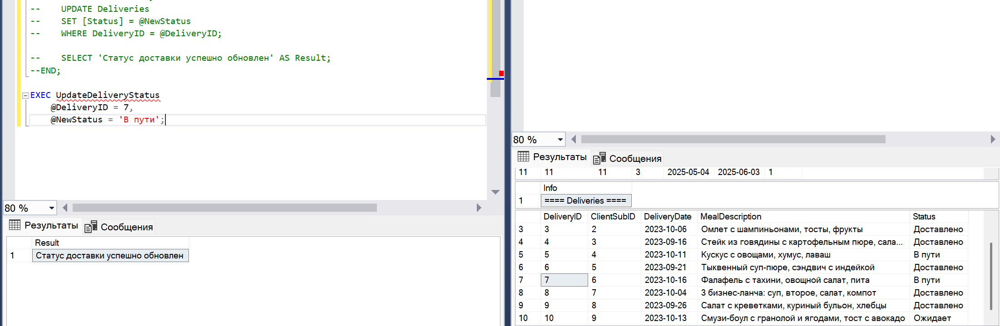 --    UPDATE Deliveries
--    SET [Status] = @NewStatus
--    WHERE DeliveryID = @DeliveryID;
--    SELECT 'Статус доставки успешно обновлен' AS Result;
--END;
EXEC UpdateDeliveryStatus
@DeliveryID = 7,
@NewStatus = 'В пути';
80 %
Результаты Сообщения
Result
1 Статус доставки успешно обновлен
80 %
Результаты Сообщения
11 11 11 3 2025-05-04 2025-06-03 1
Info
1 ==== Deliveries ====
DeliveryID ClientSubID DeliveryDate MealDescription Status
3 3 2 2023-10-06 Омлет с шампиньонами, тосты, фрукты Доставлено
4 4 3 2023-09-16 Стейк из говядины с картофельным пюре, сала... Доставлено
5 5 4 2023-10-11 Кускус с овощами, хумус, лаваш В пути
6 6 5 2023-09-21 Тыквенный суп-пюре, сэндвич с индейкой Доставлено
7 7 6 2023-10-16 Фалафель с тахини, овощной салат, пита В пути
8 8 7 2023-10-04 3 бизнес-ланча: суп, второе, салат, компот Доставлено
9 9 8 2023-09-26 Салат с креветками, куриный бульон, хлебцы Доставлено
10 10 9 2023-10-13 Смузи-боул с гранолой и ягодами, тост с авокадо Ожидает